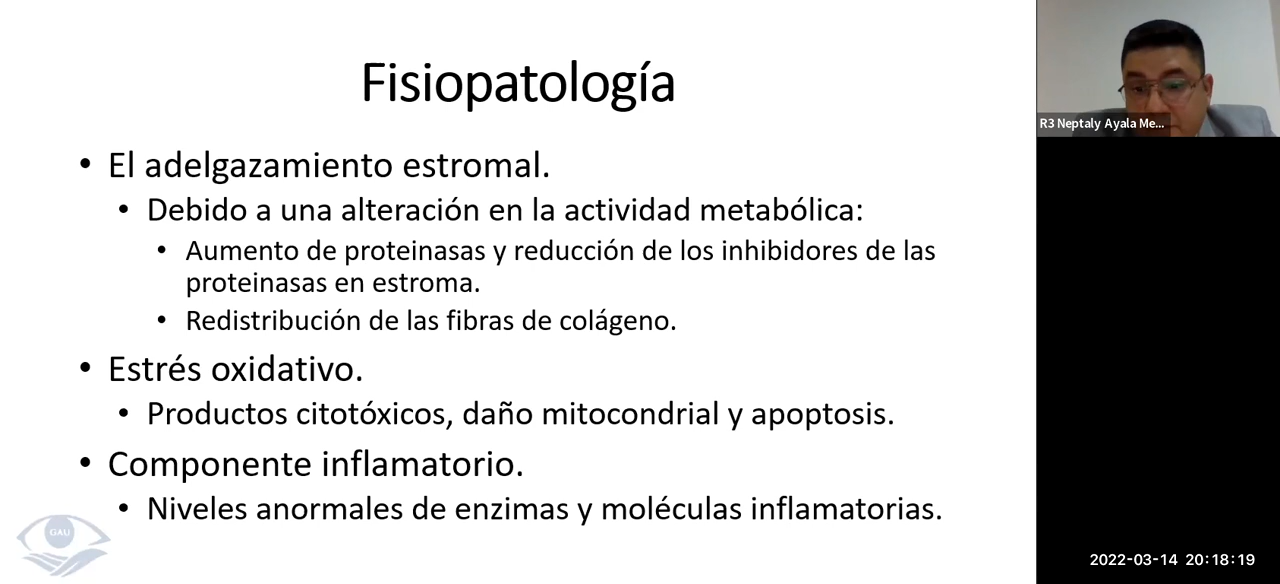 Fisiopatología
• El adelgazamiento estromal.
• Debido a una alteración en la actividad metabólica:
• Aumento de proteinasas y reducción de los inhibidores de las
proteinasas en estroma.
• Redistribución de las fibras de colágeno.
• Estrés oxidativo.
• Productos citotóxicos, daño mitocondrial y apoptosis.
• Componente inflamatorio.
• Niveles anormales de enzimas y moléculas inflamatorias.
GAU
R3 Neptaly Ayala Me...
2022-03-14 20:18:19